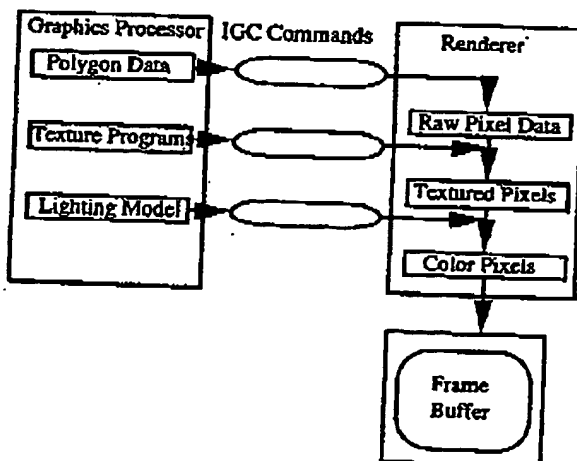 Graphics Processor
IGC Commands
Renderer
Polygon Data
Raw Pixel Data
Texture Programs
Textured Pixels
Lighting Model
Color Pixels
Frame
Buffer